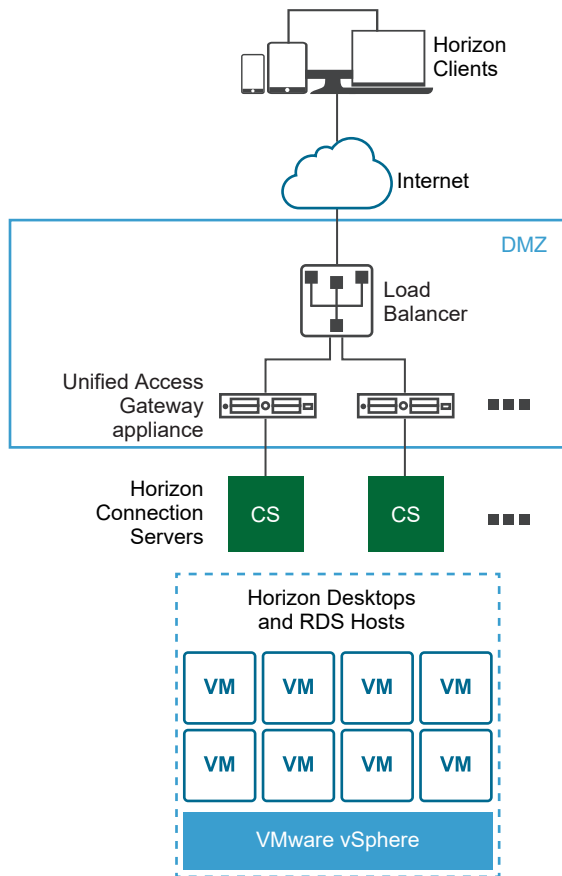 Horizon
Clients
Internet
DMZ
Load
Balancer
Unified Access
Gateway
appliance
Horizon
Connection
Servers
CS
CS
Horizon Desktops
and RDS Hosts
VM VM VM VM
VM VM VM VM
VMware vSphere